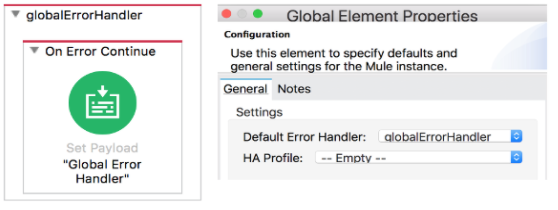 globalErrorHandler
On Error Continue
Set Payload
"Global Error
Handler"
Global Element Properties
Configuration
Use this element to specify defaults and
general settings for the Mule instance.
General Notes
Settings
Default Error Handler: globalErrorHandler
HA Profile: -- Empty --